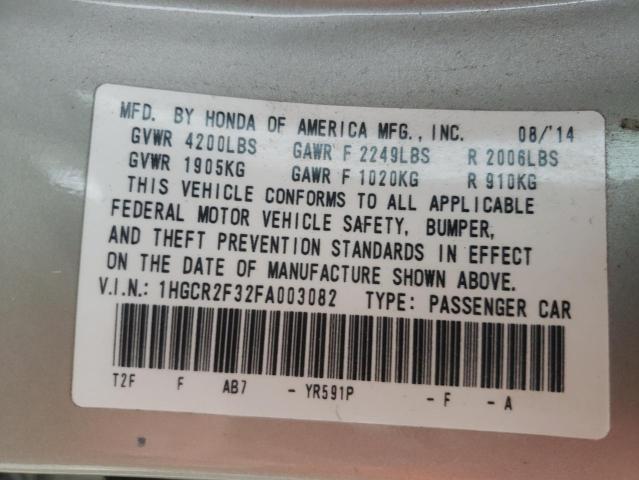 MFD. BY HONDA OF AMERICA MFG., INC. 08/'14
GVWR 4200LBS GAWR F 2249LBS R 2006LBS
GVWR 1905KG GAWR F 1020KG R 910KG
THIS VEHICLE CONFORMS TO ALL APPLICABLE
FEDERAL MOTOR VEHICLE SAFETY, BUMPER,
AND THEFT PREVENTION STANDARDS IN EFFECT
ON THE DATE OF MANUFACTURE SHOWN ABOVE.
V.I.N.: 1HGCR2F32FA003082 TYPE: PASSENGER CAR
T2F F AB7 - YR591P - F - A